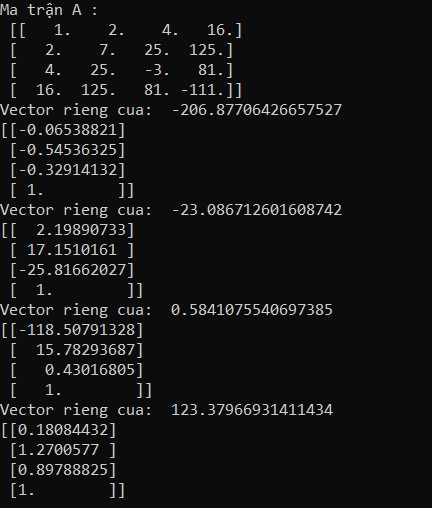 Ma trận A :
 [[   1.    2.    4.   16.]
 [   2.    7.   25.  125.]
 [   4.   25.   -3.   81.]
 [  16.  125.   81. -111.]]
Vector rieng cua:  -206.87706426657527
[[-0.06538821]
 [-0.54536325]
 [-0.32914132]
 [ 1.        ]]
Vector rieng cua:  -23.086712601608742
[[  2.19890733]
 [ 17.1510161 ]
 [-25.81662027]
 [  1.        ]]
Vector rieng cua:  0.5841075540697385
[[-118.50791328]
 [  15.78293687]
 [   0.43016805]
 [   1.        ]]
Vector rieng cua:  123.37966931411434
[[0.18084432]
 [1.2700577 ]
 [0.89788825]
 [1.        ]]